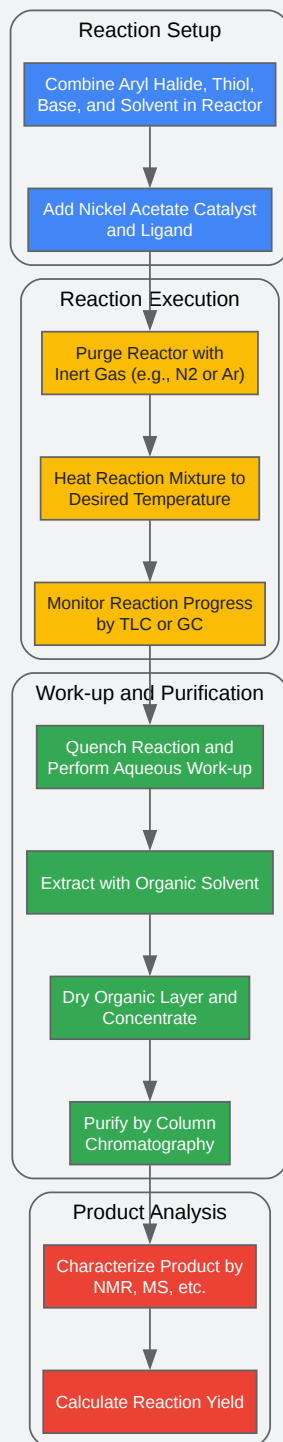 Reaction Setup
Combine Aryl Halide, Thiol,
Base, and Solvent in Reactor
Add Nickel Acetate Catalyst
and Ligand
Reaction Execution
Purge Reactor with
Inert Gas (e.g., N2 or Ar)
Heat Reaction Mixture to
Desired Temperature
Monitor Reaction Progress
by TLC or GC
Work-up and Purification
Quench Reaction and
Perform Aqueous Work-up
Extract with Organic Solvent
Dry Organic Layer and
Concentrate
Purify by Column
Chromatography
Product Analysis
Characterize Product by
NMR, MS, etc.
Calculate Reaction Yield